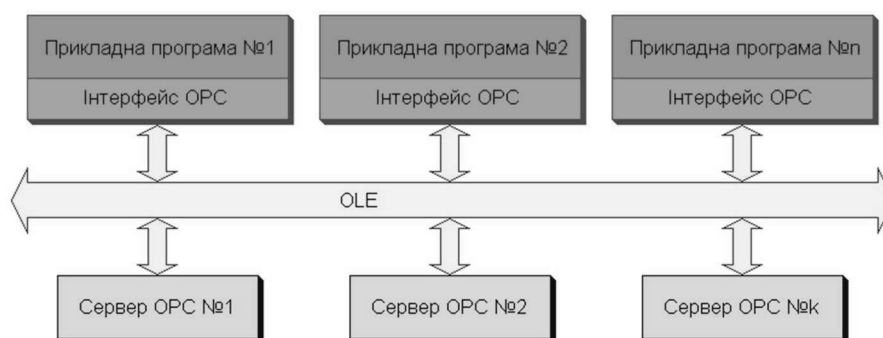 Прикладна програма №1
Прикладна програма №2
Прикладна програма №n
Інтерфейс OPC
Інтерфейс OPC
Інтерфейс OPC
OLE
Сервер OPC №1
Сервер OPC №2
Сервер OPC №k